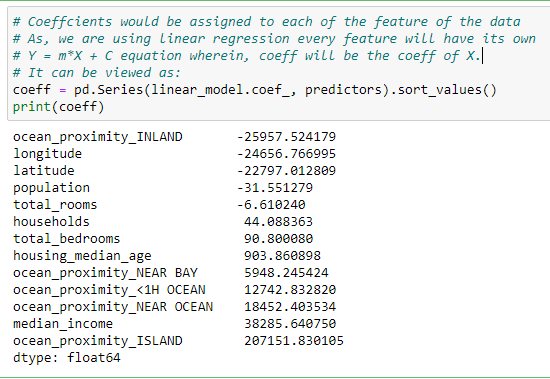 # Coeffcients would be assigned to each of the feature of the data
# As, we are using linear regression every feature will have its own
# Y = m*X + C equation wherein, coeff will be the coeff of X.
# It can be viewed as:
coeff = pd.Series(linear_model.coef_, predictors).sort_values()
print(coeff)
ocean_proximity_INLAND -25957.524179
longitude -24656.766995
latitude -22797.012809
population -31.551279
total_rooms -6.610240
households 44.088363
total_bedrooms 90.800080
housing_median_age 903.860898
ocean_proximity_NEAR BAY 5948.245424
ocean_proximity_<1H OCEAN 12742.832820
ocean_proximity_NEAR OCEAN 18452.403534
median_income 38285.640750
ocean_proximity_ISLAND 207151.830105
dtype: float64